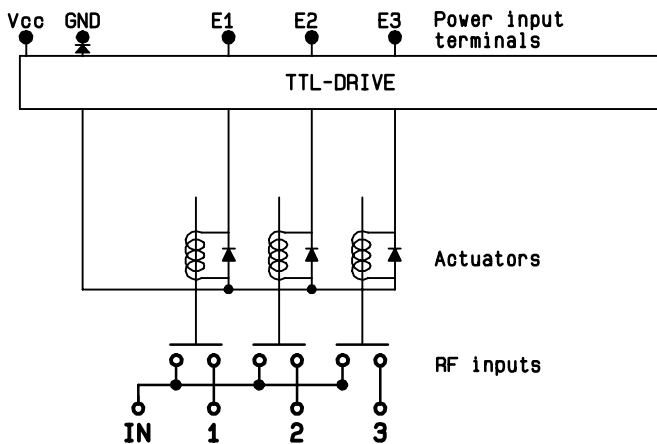 Vcc GND E1 E2 E3 Power input
terminals
TTL-DRIVE
Actuators
RF inputs
IN 1 2 3